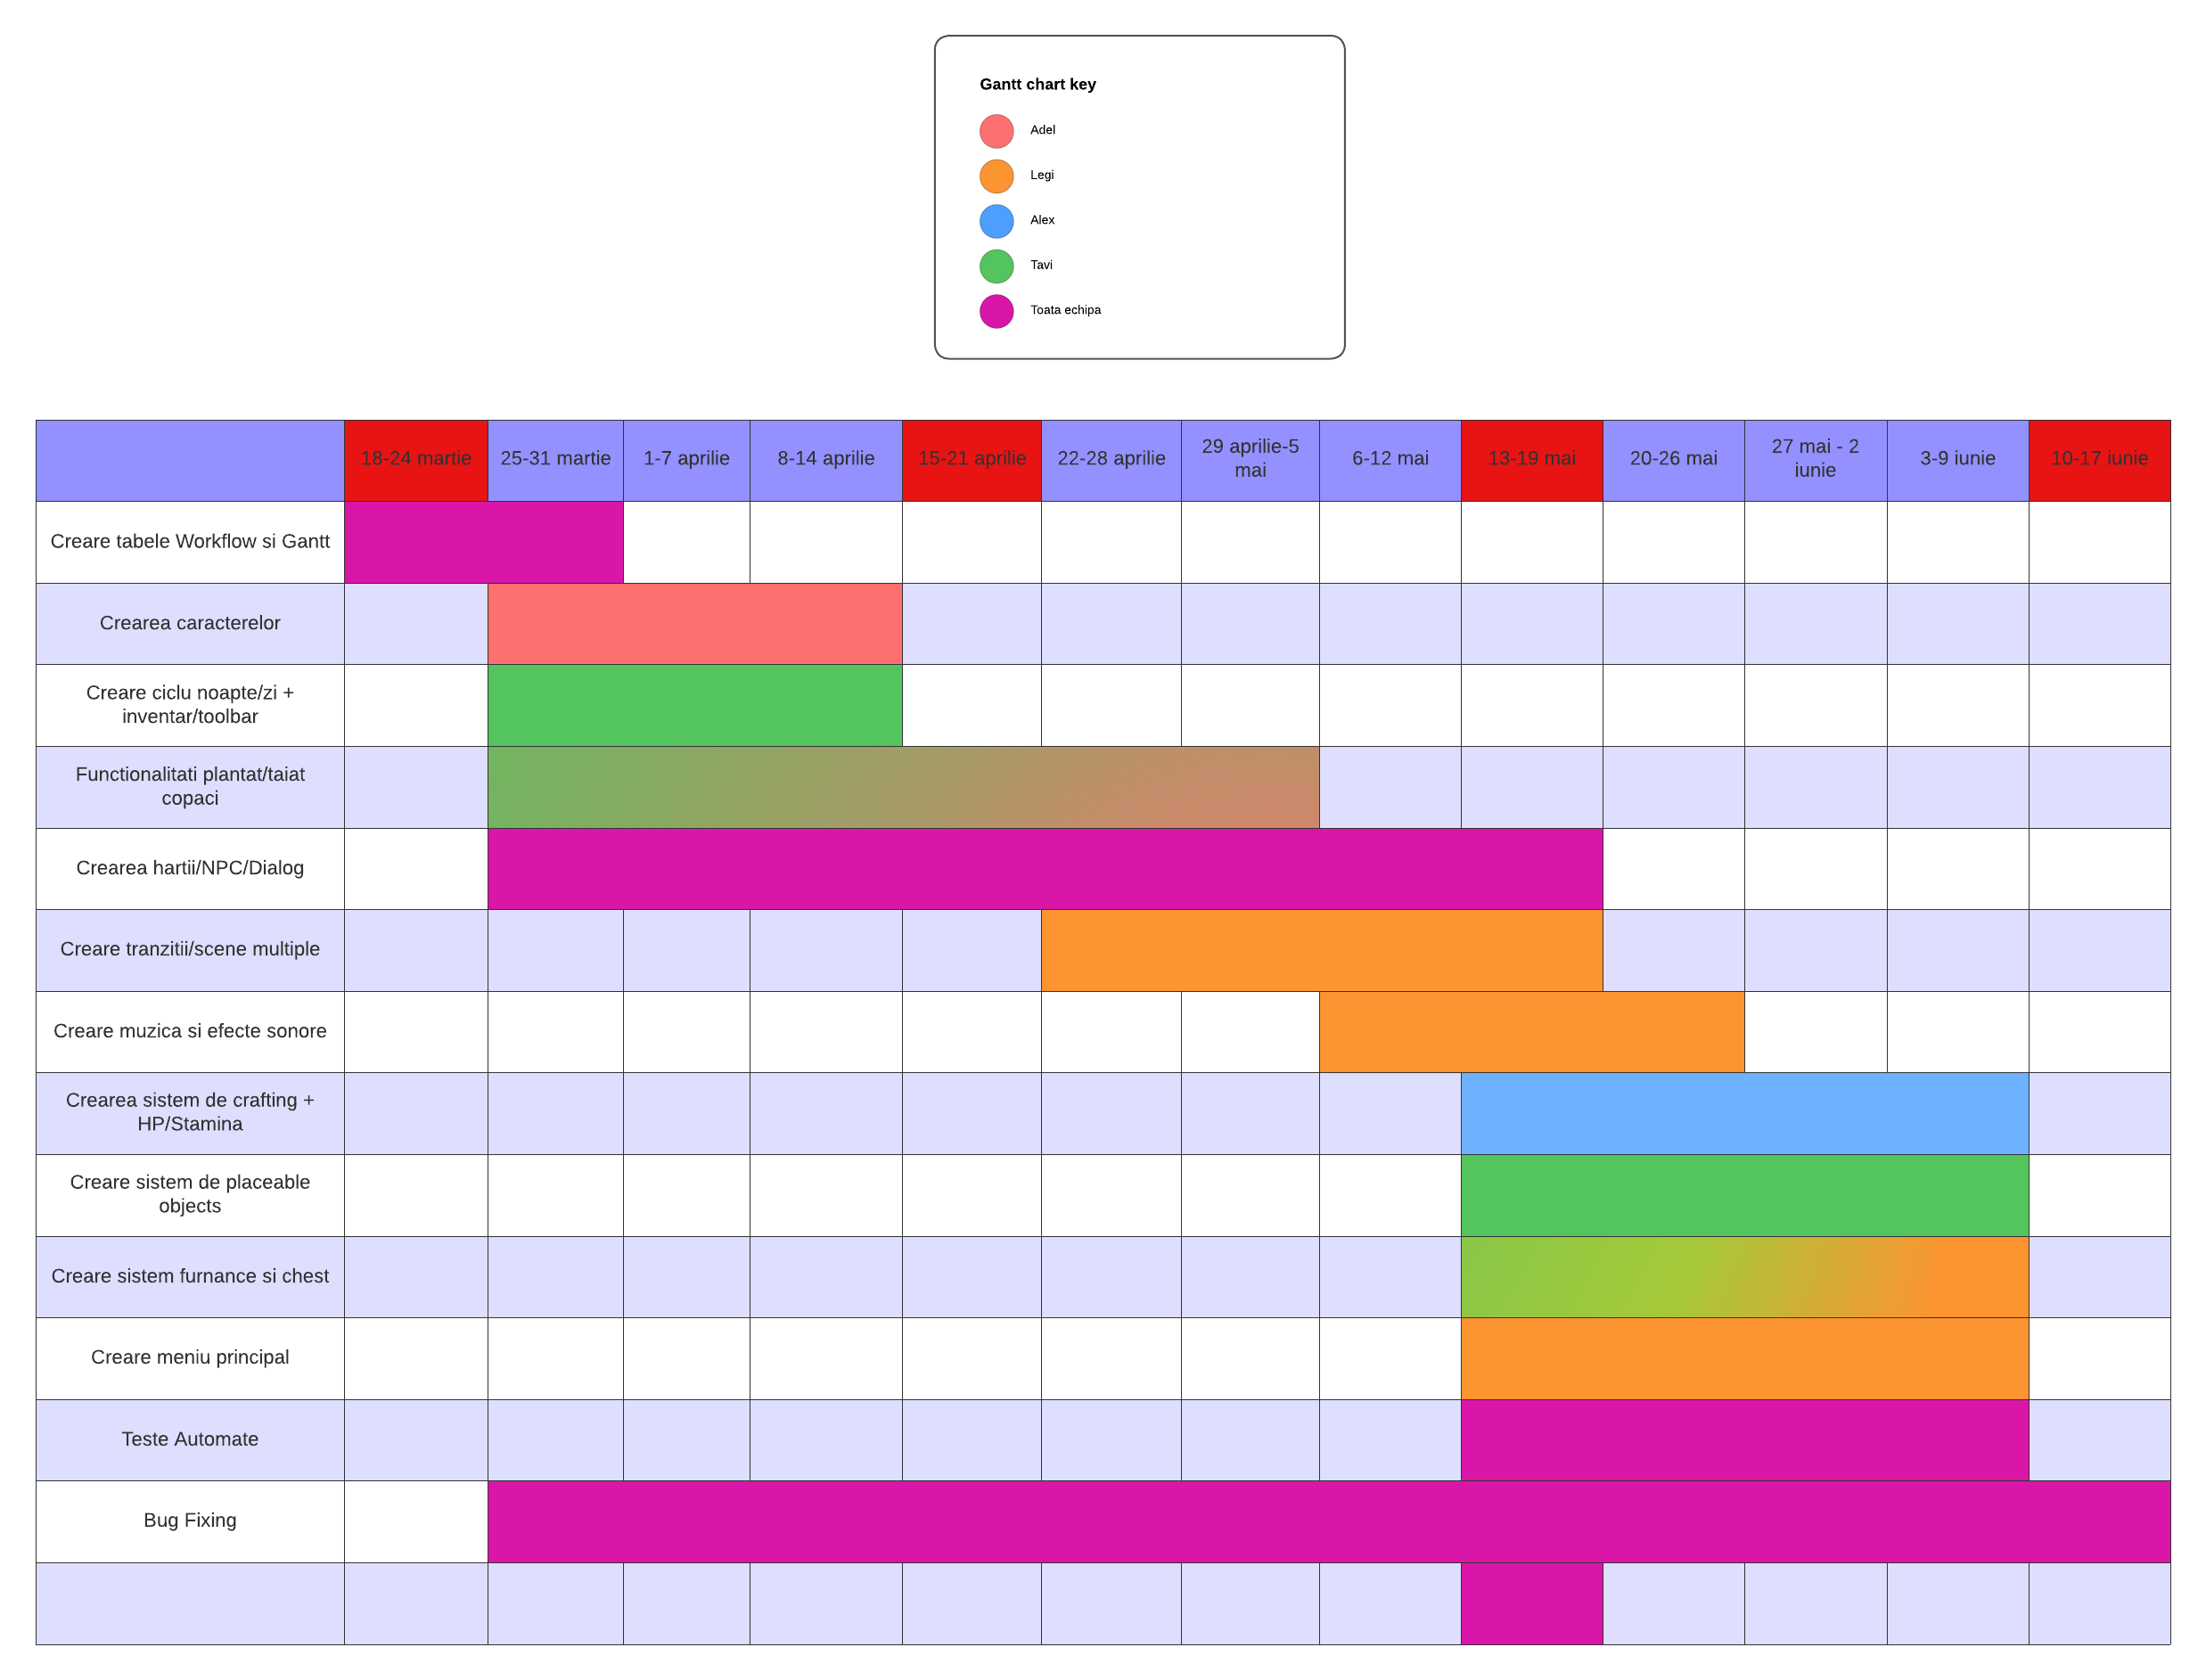 Gantt chart key
Adel
Legi
Alex
Tavi
Toata echipa
18-24 martie
25-31 martie
1-7 aprilie
8-14 aprilie
15-21 aprilie
22-28 aprilie
29 aprilie-5
mai
6-12 mai
13-19 mai
20-26 mai
27 mai - 2
iunie
3-9 iunie
10-17 iunie
Creare tabele Workflow si Gantt
Crearea caracterelor
Creare ciclu noapte/zi +
inventar/toolbar
Functionalitati plantat/taiat
copaci
Crearea hartii/NPC/Dialog
Creare tranzitii/scene multiple
Creare muzica si efecte sonore
Crearea sistem de crafting +
HP/Stamina
Creare sistem de placeable
objects
Creare sistem furnance si chest
Creare meniu principal
Teste Automate
Bug Fixing